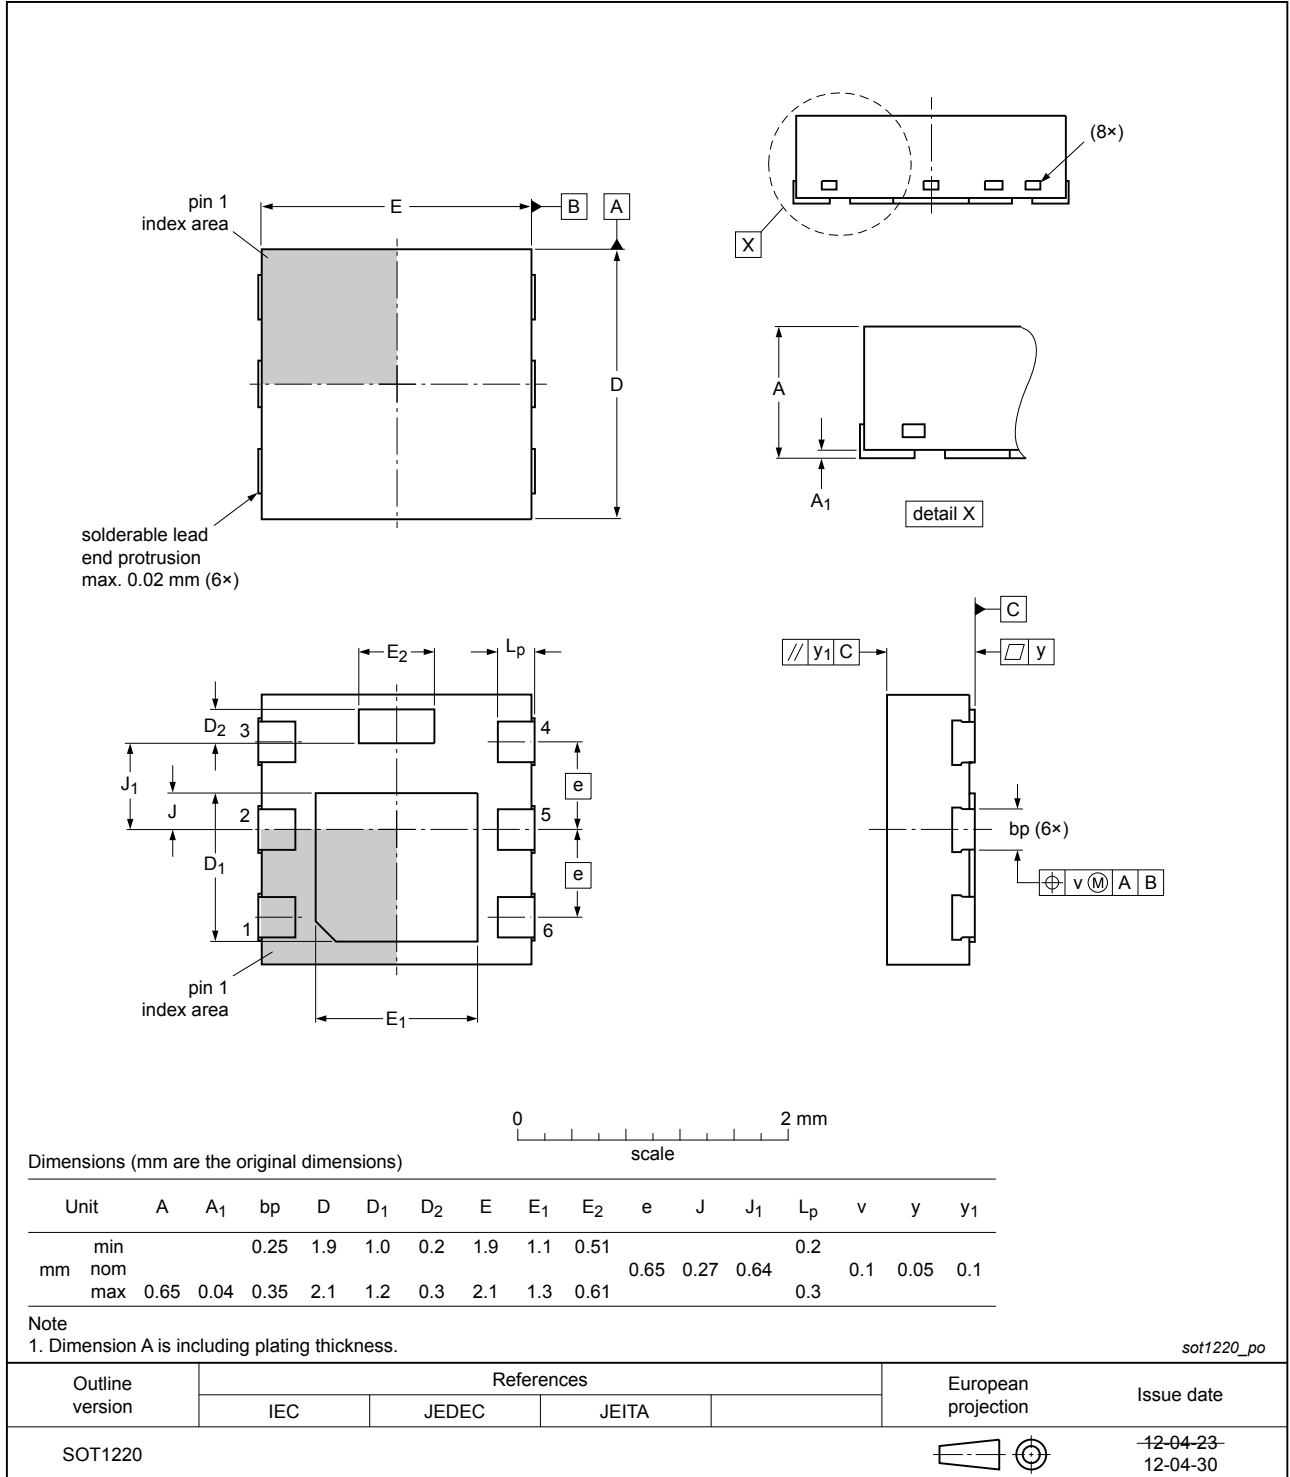 (8×)
pin 1
index area
E
B
A
X
D
A
A1
detail X
solderable lead
end protrusion
max. 0.02 mm (6×)
C
E2
Lp
// y1 C
y
D2
3
4
J1
J
e
2
5
bp (6×)
D1
e
v Ⓜ A B
1
6
pin 1
index area
E1
0
2 mm
scale
Dimensions (mm are the original dimensions)
Unit A A1 bp D D1 D2 E E1 E2 e J J1 Lp v y y1
min 0.25 1.9 1.0 0.2 1.9 1.1 0.51 0.2
mm nom 0.65 0.27 0.64 0.1 0.05 0.1
max 0.65 0.04 0.35 2.1 1.2 0.3 2.1 1.3 0.61 0.3
Note
1. Dimension A is including plating thickness.
sot1220_po
Outline
version
References
IEC JEDEC JEITA
European
projection
Issue date
SOT1220
12-04-23
12-04-30